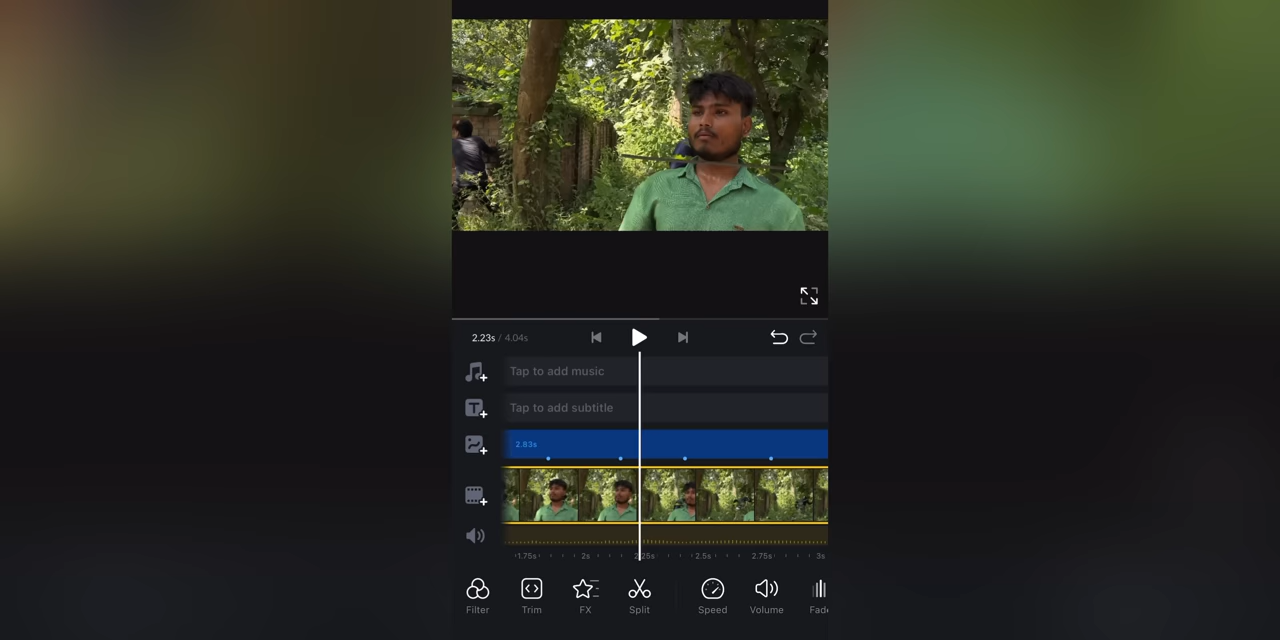 2.23s / 4.04s
Tap to add music
Tap to add subtitle
2.83s
1.75s 2s 2.25s 2.5s 2.75s 3s
Filter Trim FX Split Speed Volume Fade